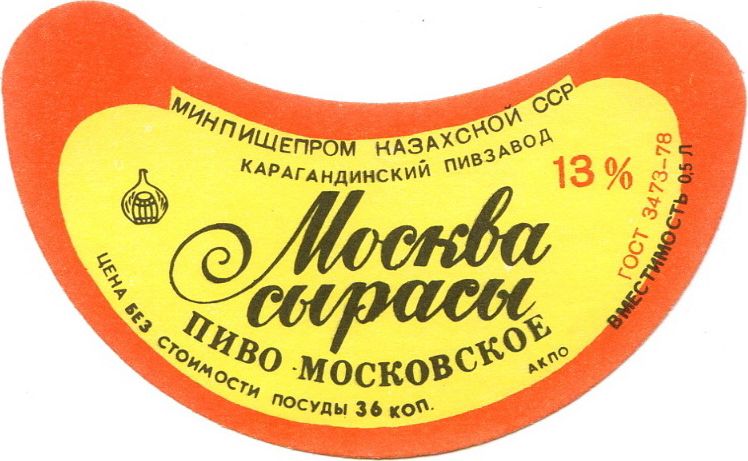 МИНПИЩЕПРОМ КАЗАХСКОЙ ССР
КАРАГАНДИНСКИЙ ПИВЗАВОД
13 %
Москва
сырасы
ПИВО МОСКОВСКОЕ
ЦЕНА БЕЗ СТОИМОСТИ ПОСУДЫ 36 КОП.
АКПО
ГОСТ 3473-78
ВМЕСТИМОСТЬ 0,5 Л